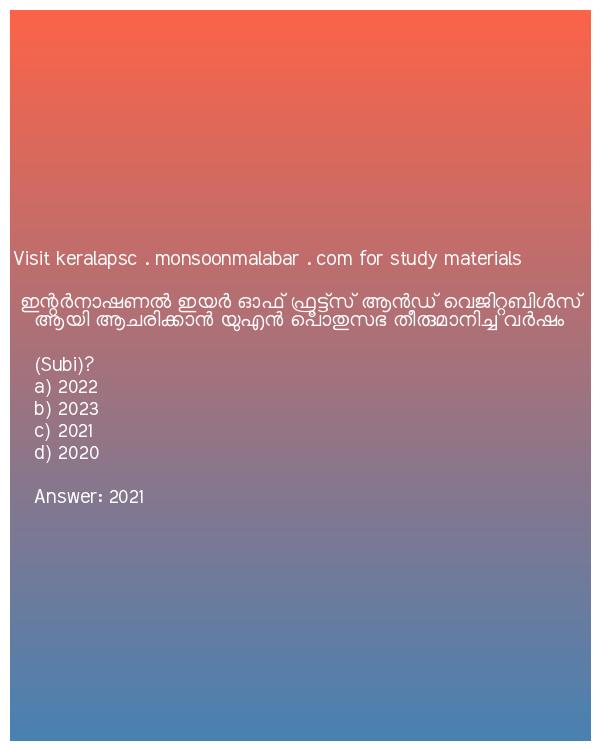 Visit keralapsc . monsoonmalabar . com for study materials
ഇന്റർനാഷണൽ ഇയർ ഓഫ് ഫ്രൂട്ട്സ് ആൻഡ് വെജിറ്റബിൾസ്
ആയി ആചരിക്കാൻ യുഎൻ പൊതുസഭ തീരുമാനിച്ച വർഷം
(Subi)?
a) 2022
b) 2023
c) 2021
d) 2020
Answer: 2021